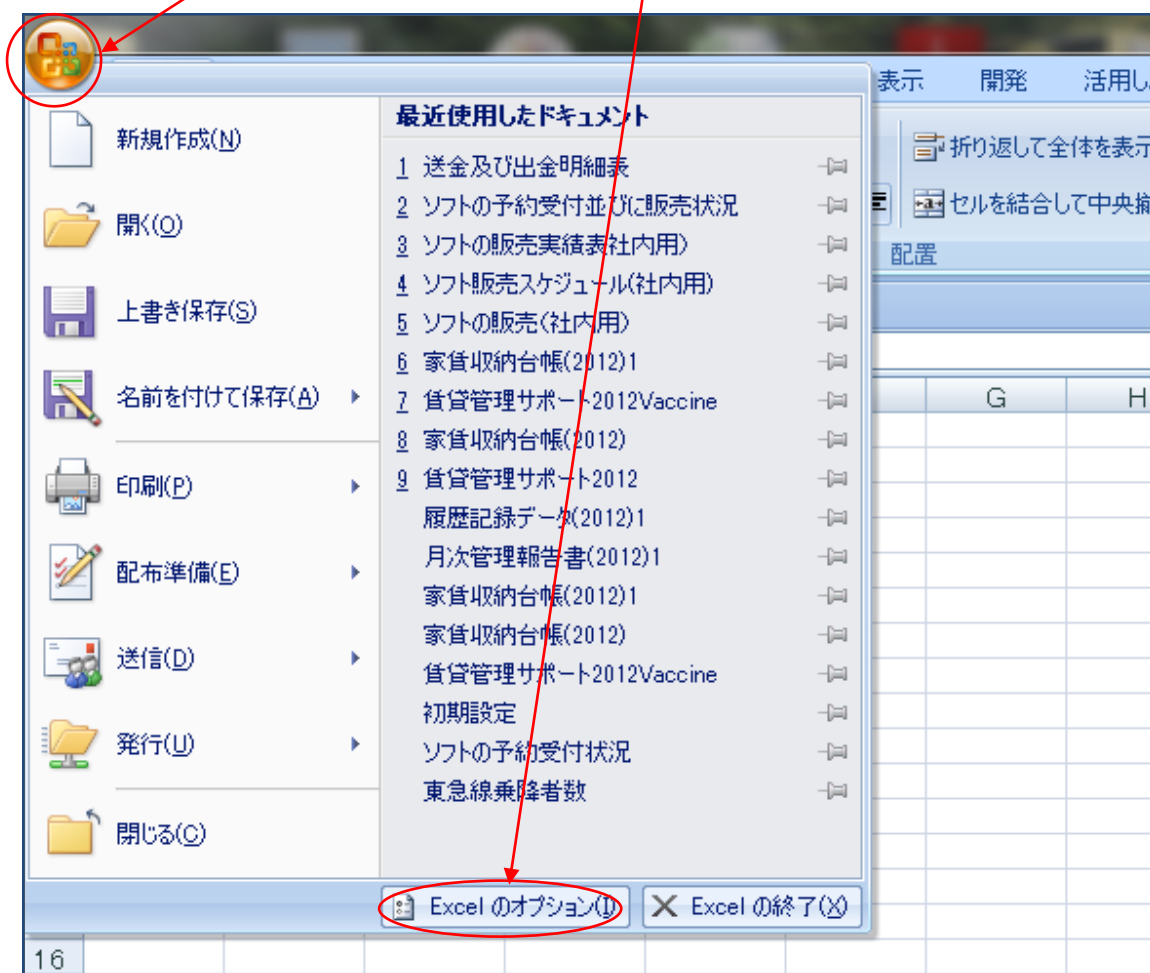 表示 開発 活用し
新規作成(N)
開く(O)
上書き保存(S)
名前を付けて保存(A)
印刷(P)
配布準備(E)
送信(D)
発行(U)
閉じる(C)
最近使用したドキュメント
1 送金及び出金明細表
2 ソフトの予約受付並びに販売状況
3 ソフトの販売実績表社内用)
4 ソフト販売スケジュール(社内用)
5 ソフトの販売(社内用)
6 家賃収納台帳(2012)1
7 賃貸管理サポート2012Vaccine
8 家賃収納台帳(2012)
9 賃貸管理サポート2012
履歴記録データ(2012)1
月次管理報告書(2012)1
家賃収納台帳(2012)1
家賃収納台帳(2012)
賃貸管理サポート2012Vaccine
初期設定
ソフトの予約受付状況
東急線乗降者数
Excel のオプション(I) Excel の終了(X)
折り返して全体を表示
セルを結合して中央揃
配置
G H
16